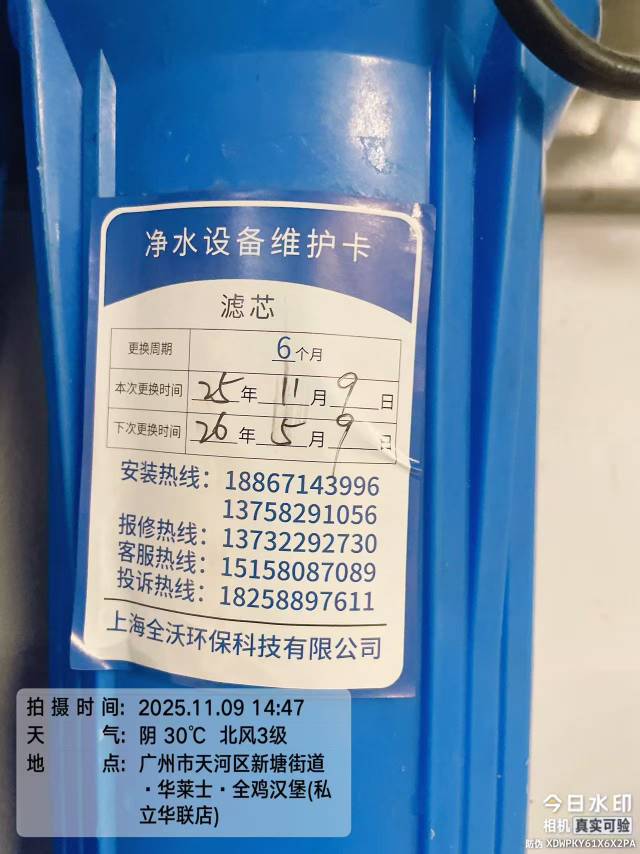 净水设备维护卡
滤芯
更换周期 6个月
本次更换时间 25年11月9日
下次更换时间 26年5月9日
安装热线：18867143996
13758291056
报修热线：13732292730
客服热线：15158087089
投诉热线：18258897611
上海全沃环保科技有限公司
拍摄时间：2025.11.09 14:47
天气：阴 30℃ 北风3级
地点：广州市天河区新塘街道
·华莱士·全鸡汉堡(私
立华联店)
今日水印
相机 真实可验
防伪 XDWPKY61X6X2PA